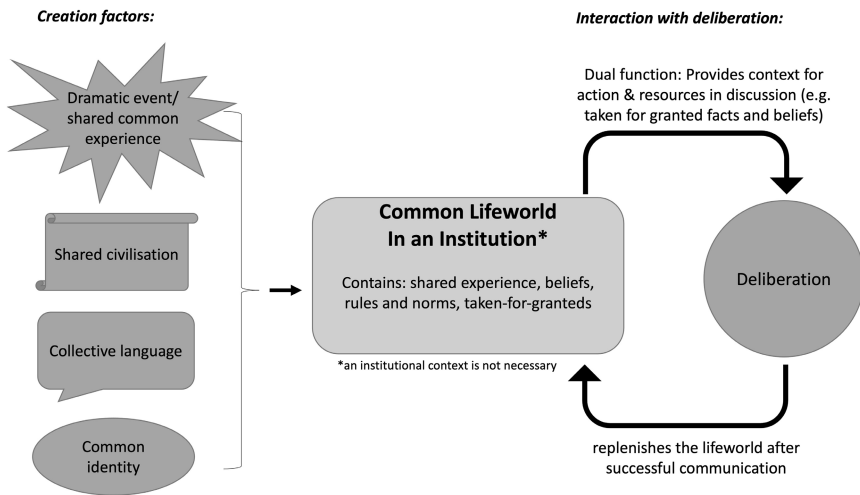 Creation factors:
Dramatic event/
shared common
experience
Shared civilisation
Collective language
Common
identity
Common Lifeworld
In an Institution*
Contains: shared experience, beliefs,
rules and norms, taken-for-granteds
*an institutional context is not necessary
Interaction with deliberation:
Dual function: Provides context for
action & resources in discussion (e.g.
taken for granted facts and beliefs)
Deliberation
replenishes the lifeworld after
successful communication